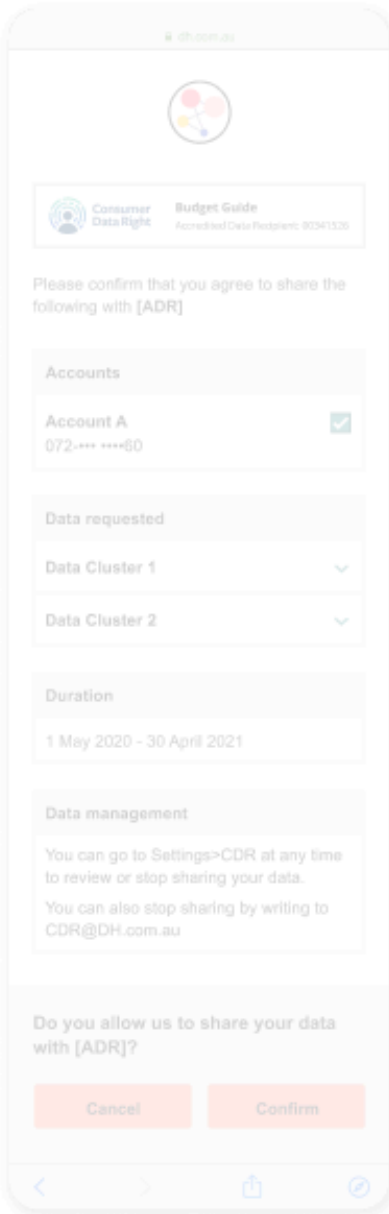 dh.com.au
Consumer
Data Right
Budget Guide
Accredited Data Recipient: 80341526
Please confirm that you agree to share the
following with [ADR]
Accounts
Account A
072-••• ••••60
Data requested
Data Cluster 1
Data Cluster 2
Duration
1 May 2020 - 30 April 2021
Data management
You can go to Settings>CDR at any time
to review or stop sharing your data.
You can also stop sharing by writing to
CDR@DH.com.au
Do you allow us to share your data
with [ADR]?
Cancel
Confirm